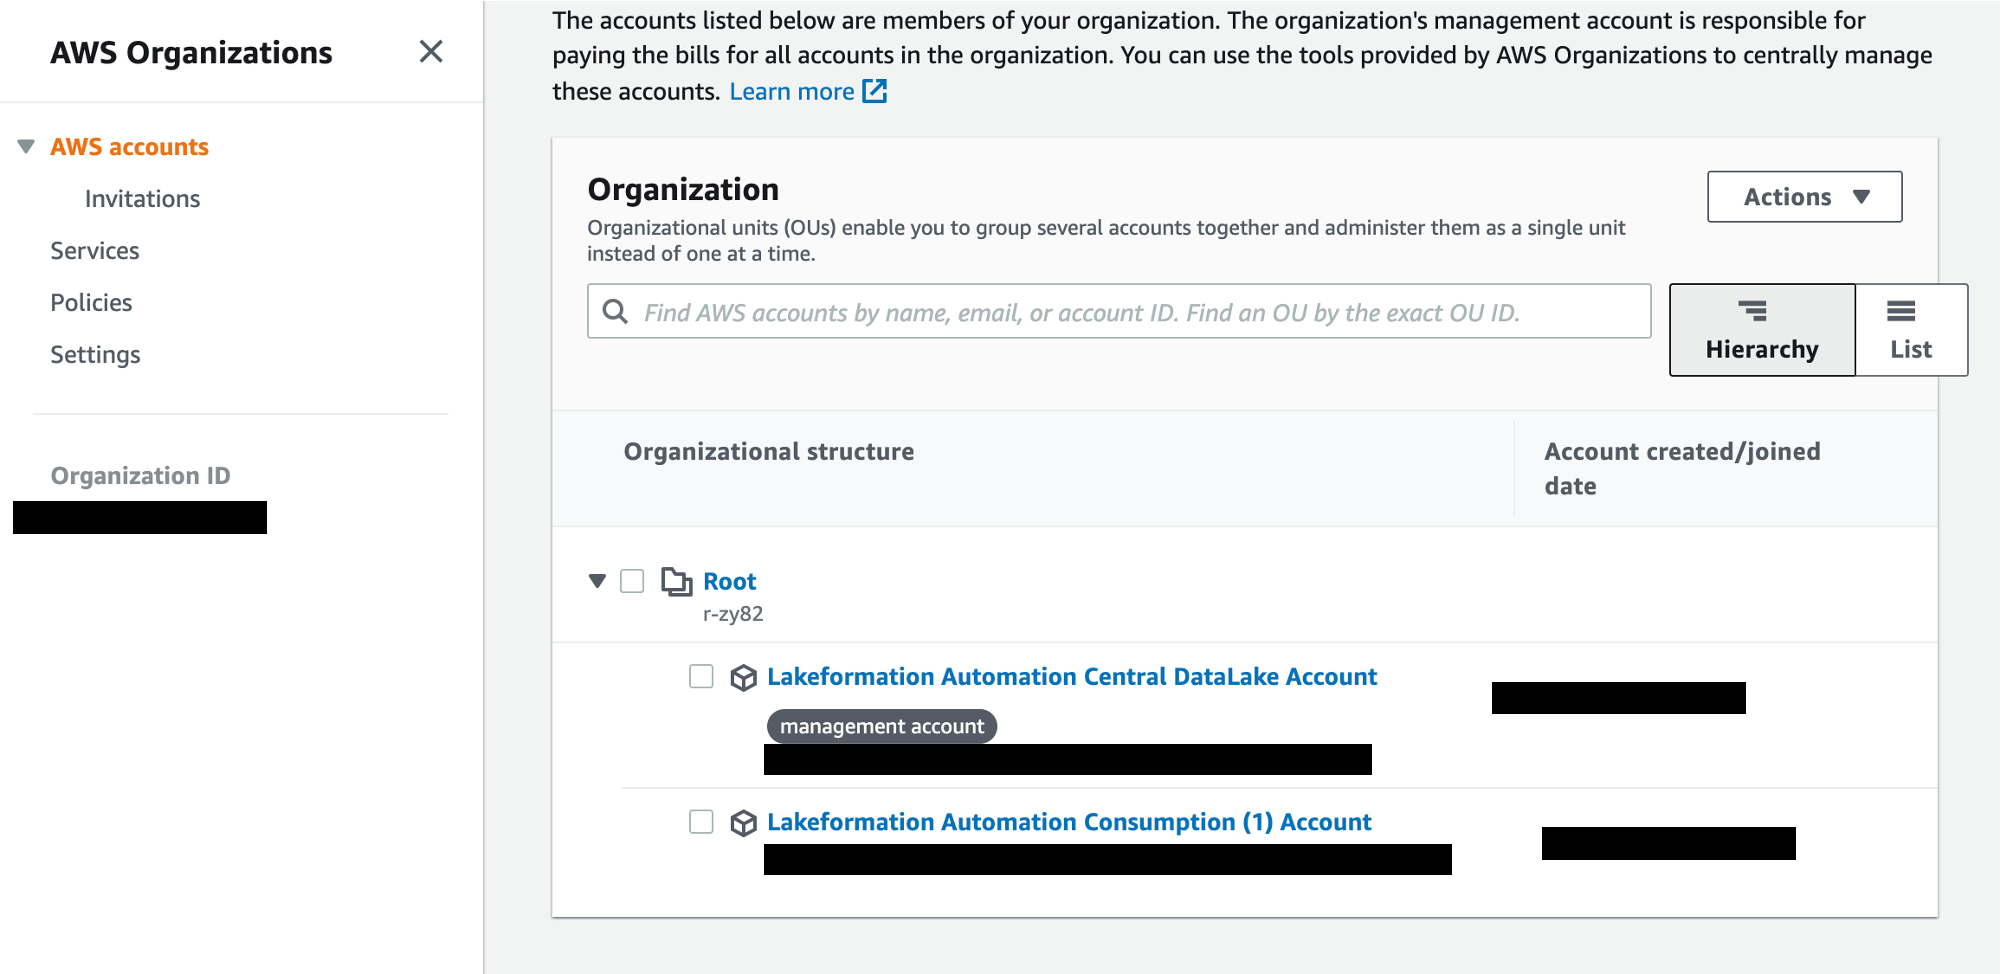 AWS Organizations
AWS accounts
Invitations
Services
Policies
Settings
Organization ID
The accounts listed below are members of your organization. The organization's management account is responsible for
paying the bills for all accounts in the organization. You can use the tools provided by AWS Organizations to centrally manage
these accounts. Learn more
Organization
Actions
Organizational units (OUs) enable you to group several accounts together and administer them as a single unit
instead of one at a time.
Find AWS accounts by name, email, or account ID. Find an OU by the exact OU ID.
Hierarchy
List
Organizational structure
Account created/joined
date
Root
r-zy82
Lakeformation Automation Central DataLake Account
management account
Lakeformation Automation Consumption (1) Account